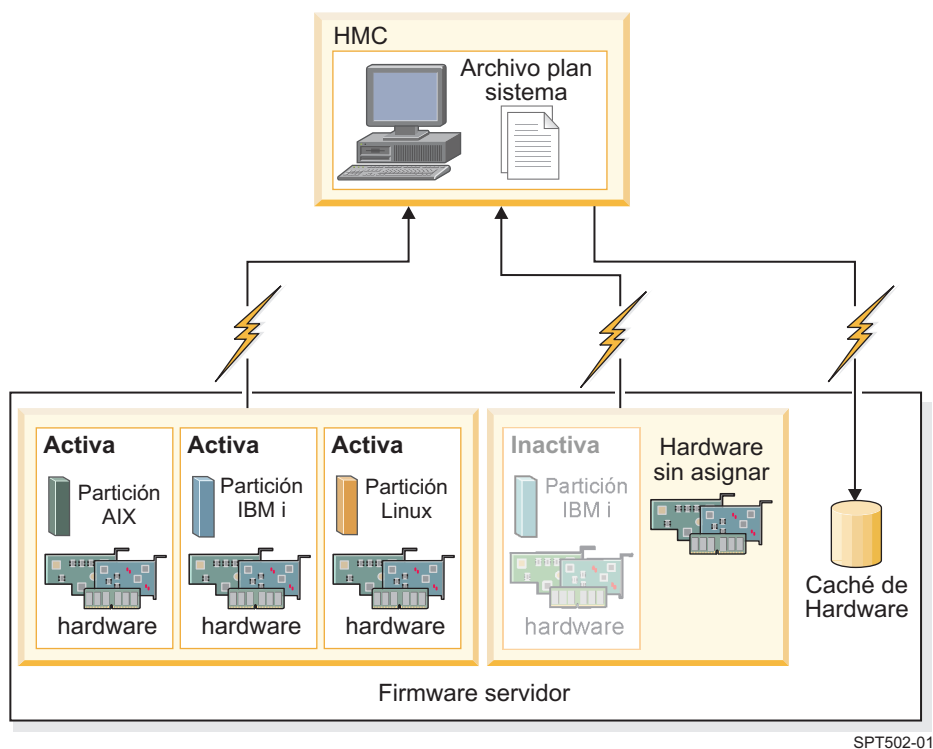 HMC
Archivo plan
sistema
Activa
Partición
AIX
hardware
Activa
Partición
IBM i
hardware
Activa
Partición
Linux
hardware
Inactiva
Partición
IBM i
hardware
Hardware
sin asignar
Caché de
Hardware
Firmware servidor
SPT502-01